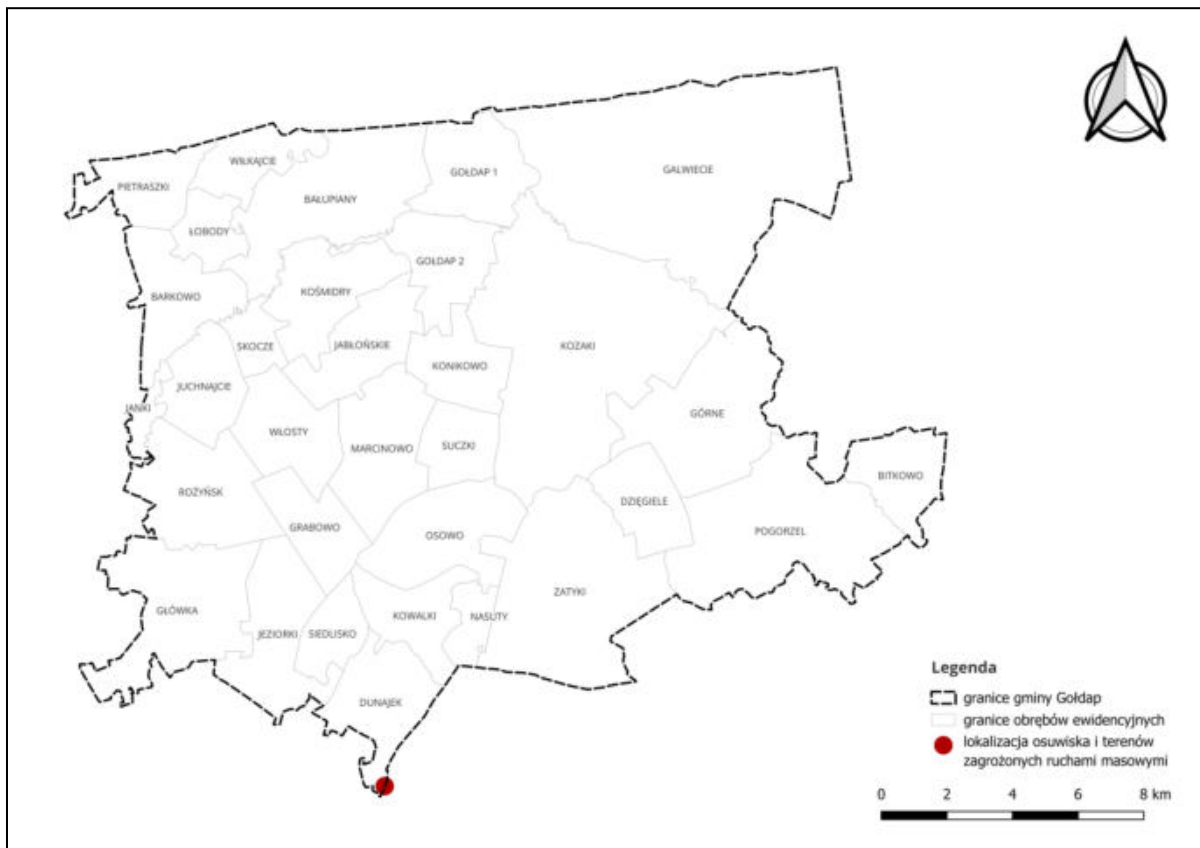 WIŁKAJCIE
PIETRASZKI
GOŁDAP 1
GALWIECIE
BAŁUPIANY
ŁOBODY
GOŁDAP 2
KOŚMIDRY
BARKOWO
SKOCZE
JABŁOŃSKIE
KOZAKI
KONIKOWO
JUCHNAJCIE
JANKI
GÓRNE
WŁOSTY
MARCINOWO
SUCZKI
BITKOWO
ROŻYŃSK
DZIĘGIELE
GRABOWO
OSOWO
POGORZEL
ZATYKI
GŁÓWKA
KOWALKI
NASUTY
JEZIORKI
SIEDLISKO
DUNAJEK
Legenda
granice gminy Gołdap
granice obrębów ewidencyjnych
lokalizacja osuwiska i terenów
zagrożonych ruchami masowymi
0 2 4 6 8 km